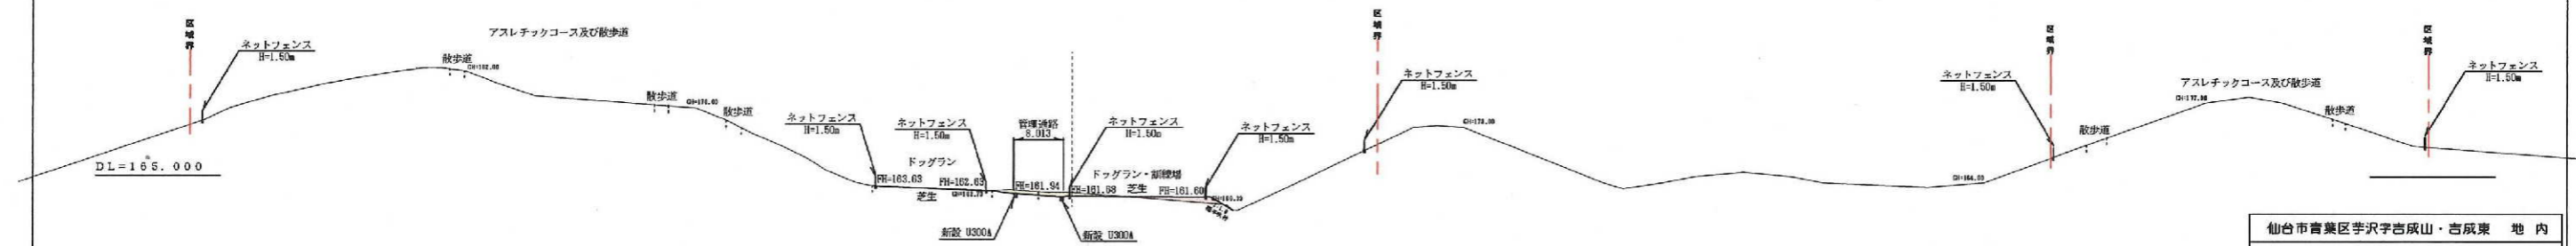 区域界
ネットフェンス
H=1.50m
アスレチックコース及び散歩道
散歩道
GH=182.00
散歩道
散歩道
ネットフェンス
H=1.50m
ネットフェンス
H=1.50m
管理通路
8.013
ネットフェンス
H=1.50m
ネットフェンス
H=1.50m
区域界
ネットフェンス
H=1.50m
区域界
ネットフェンス
H=1.50m
アスレチックコース及び散歩道
散歩道
散歩道
区域界
ネットフェンス
H=1.50m
DL=165.000
ドッグラン
FH=163.63
FH=162.63
芝生
FH=161.94
FH=161.68
ドッグラン・訓練場
芝生
FH=161.60
新設 U300A
新設 U300A
仙台市青葉区芋沢字吉成山・吉成東 地 内